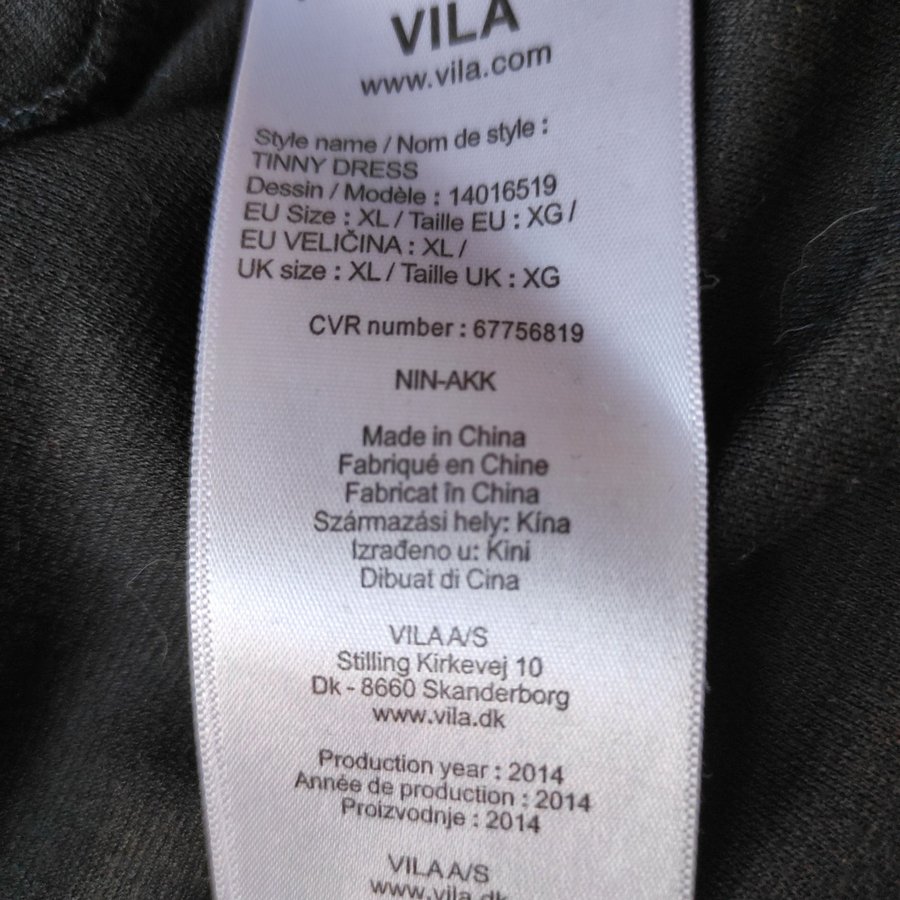 VILA
www.vila.com
Style name / Nom de style :
TINNY DRESS
Dessin / Modèle : 14016519
EU Size : XL / Taille EU : XG /
EU VELIČINA : XL /
UK size : XL / Taille UK : XG
CVR number : 67756819
NIN-AKK
Made in China
Fabriqué en Chine
Fabricat în China
Származási hely: Kína
Izrađeno u: Kini
Dibuat di Cina
VILA A/S
Stilling Kirkevej 10
Dk - 8660 Skanderborg
www.vila.dk
Production year : 2014
Année de production : 2014
Proizvodnje : 2014
VILA A/S
www.vila.dk